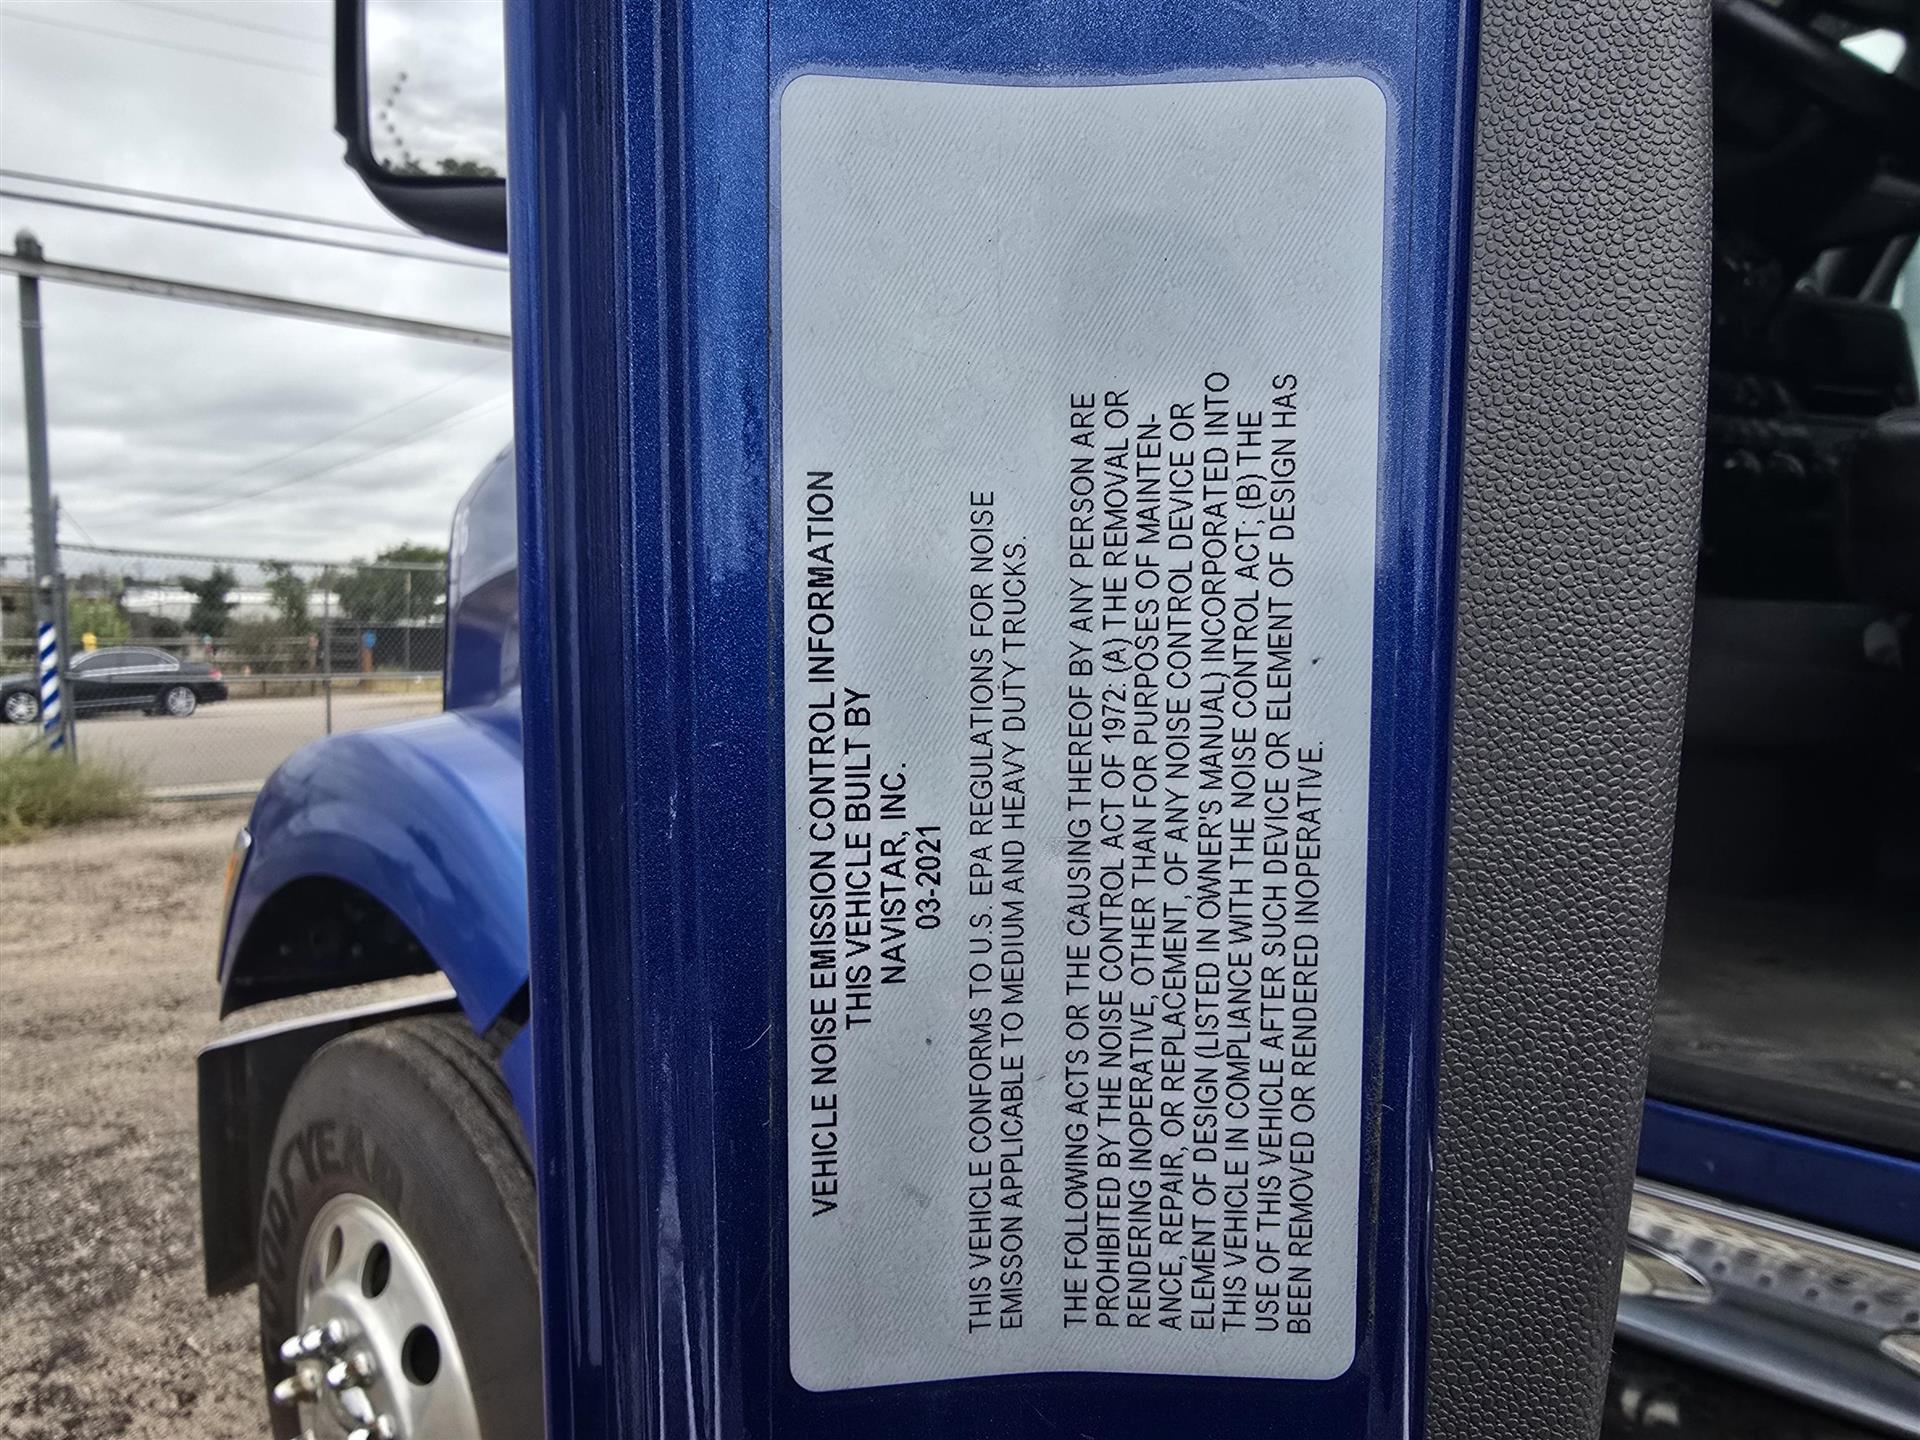 VEHICLE NOISE EMISSION CONTROL INFORMATION
THIS VEHICLE BUILT BY
NAVISTAR, INC.
03-2021
THIS VEHICLE CONFORMS TO U.S. EPA REGULATIONS FOR NOISE
EMISSON APPLICABLE TO MEDIUM AND HEAVY DUTY TRUCKS.
THE FOLLOWING ACTS OR THE CAUSING THEREOF BY ANY PERSON ARE
PROHIBITED BY THE NOISE CONTROL ACT OF 1972. (A) THE REMOVAL OR
RENDERING INOPERATIVE, OTHER THAN FOR PURPOSES OF MAINTEN-
ANCE, REPAIR, OR REPLACEMENT, OF ANY NOISE CONTROL DEVICE OR
ELEMENT OF DESIGN (LISTED IN OWNER'S MANUAL) INCORPORATED INTO
THIS VEHICLE IN COMPLIANCE WITH THE NOISE CONTROL ACT; (B) THE
USE OF THIS VEHICLE AFTER SUCH DEVICE OR ELEMENT OF DESIGN HAS
BEEN REMOVED OR RENDERED INOPERATIVE.
GOODYEAR